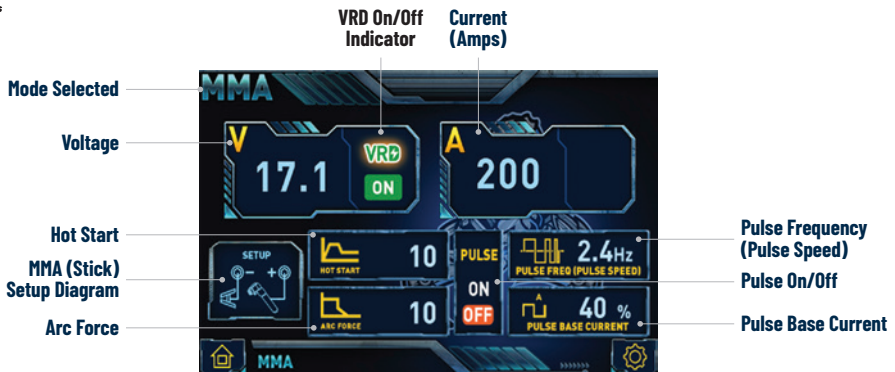 VRD On/Off
Indicator
Current
(Amps)
Mode Selected
MMA
Voltage
V
17.1
VRD
ON
A
200
Hot Start
HOT START
10
PULSE
ON
OFF
2.4Hz
PULSE FREQ (PULSE SPEED)
Pulse Frequency
(Pulse Speed)
Pulse On/Off
MMA (Stick)
Setup Diagram
SETUP
- +
Arc Force
ARC FORCE
10
A
40 %
PULSE BASE CURRENT
Pulse Base Current
MMA